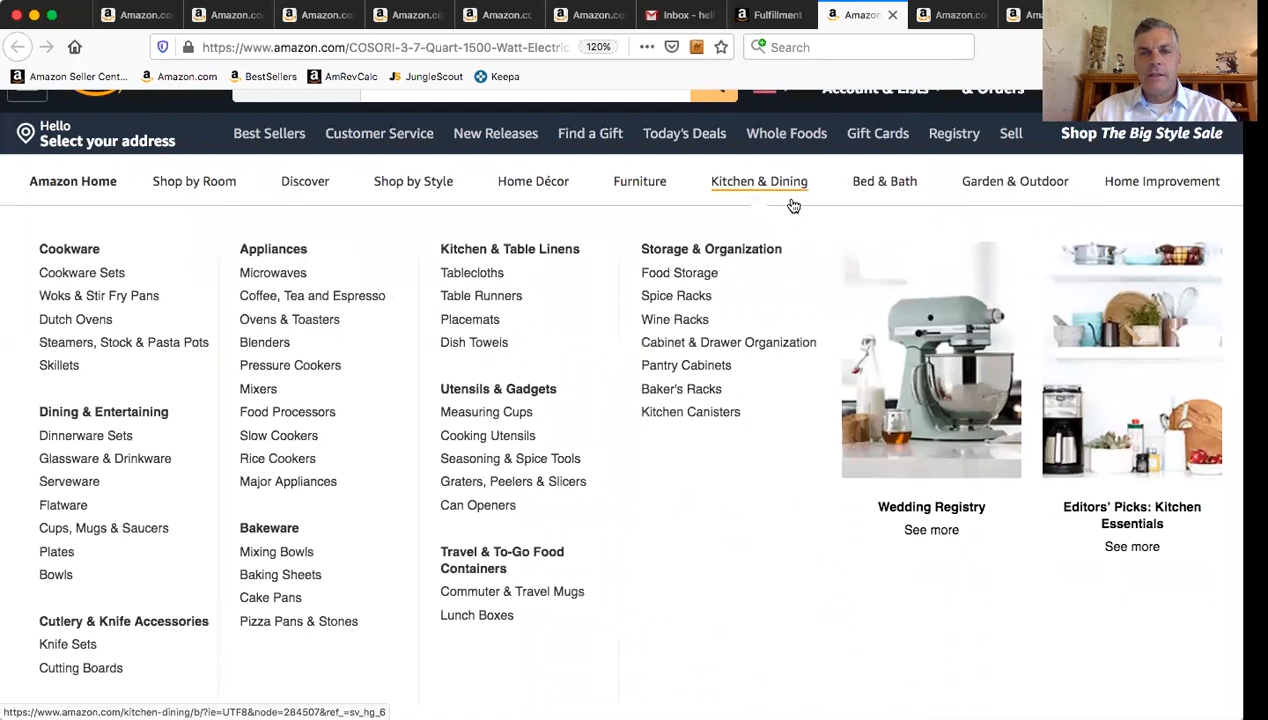 Amazon.co
Amazon.co
Amazon.co
Amazon.co
Amazon.co
Amazon.co
Inbox – hel
Fulfillment
Amazon
Amazon.co
Amazo
https://www.amazon.com/COSORI-3-7-Quart-1500-Watt-Electric
120%
Search
Amazon Seller Cent...
Amazon.com
BestSellers
AmRevCalc
JungleScout
Keepa
Account & Lists
& Orders
Hello
Select your address
Best Sellers
Customer Service
New Releases
Find a Gift
Today's Deals
Whole Foods
Gift Cards
Registry
Sell
Shop The Big Style Sale
Amazon Home
Shop by Room
Discover
Shop by Style
Home Décor
Furniture
Kitchen & Dining
Bed & Bath
Garden & Outdoor
Home Improvement
Cookware
Cookware Sets
Woks & Stir Fry Pans
Dutch Ovens
Steamers, Stock & Pasta Pots
Skillets
Dining & Entertaining
Dinnerware Sets
Glassware & Drinkware
Serveware
Flatware
Cups, Mugs & Saucers
Plates
Bowls
Cutlery & Knife Accessories
Knife Sets
Cutting Boards
Appliances
Microwaves
Coffee, Tea and Espresso
Ovens & Toasters
Blenders
Pressure Cookers
Mixers
Food Processors
Slow Cookers
Rice Cookers
Major Appliances
Bakeware
Mixing Bowls
Baking Sheets
Cake Pans
Pizza Pans & Stones
Kitchen & Table Linens
Tablecloths
Table Runners
Placemats
Dish Towels
Utensils & Gadgets
Measuring Cups
Cooking Utensils
Seasoning & Spice Tools
Graters, Peelers & Slicers
Can Openers
Travel & To-Go Food
Containers
Commuter & Travel Mugs
Lunch Boxes
Storage & Organization
Food Storage
Spice Racks
Wine Racks
Cabinet & Drawer Organization
Pantry Cabinets
Baker's Racks
Kitchen Canisters
Wedding Registry
See more
Editors' Picks: Kitchen
Essentials
See more
https://www.amazon.com/kitchen-dining/b/?ie=UTF8&node=284507&ref_=sv_hg_6